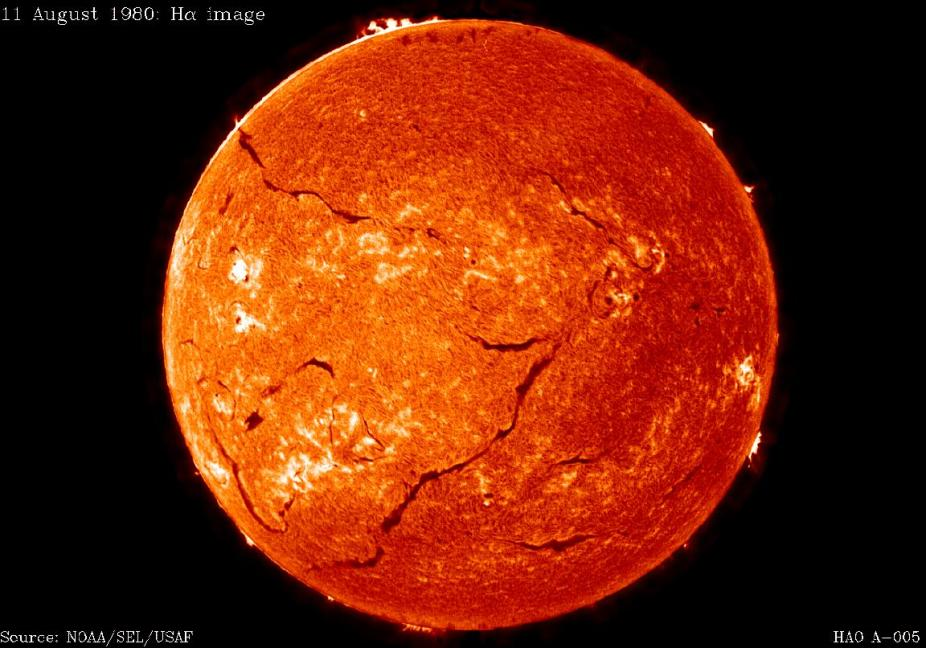 11 August 1980: Hα image
Source: NOAA/SEL/USAF
HAO A-005